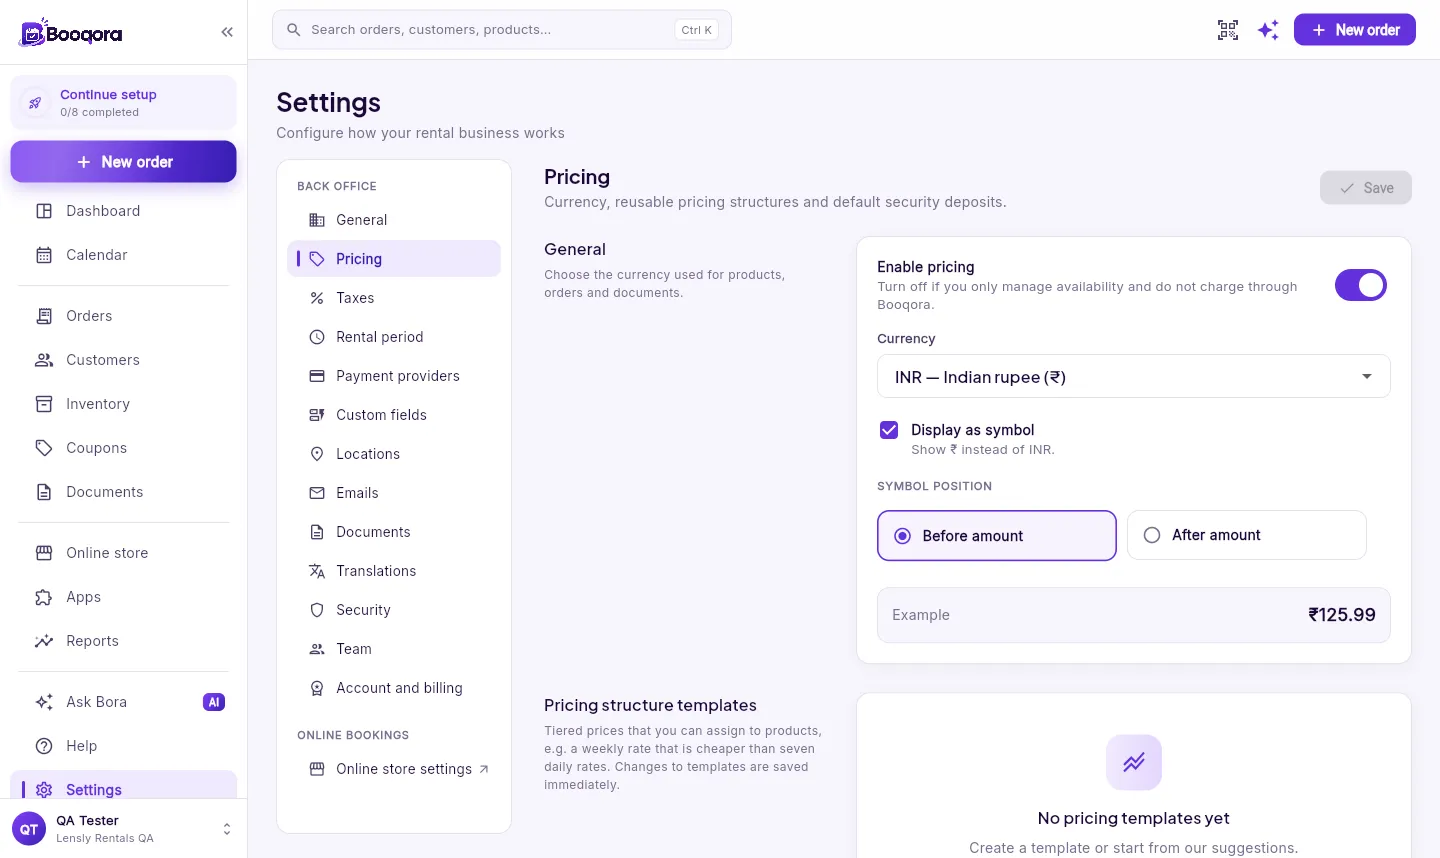 Booqora
Search orders, customers, products...
Ctrl K
New order
Continue setup
0/8 completed
New order
Dashboard
Calendar
Orders
Customers
Inventory
Coupons
Documents
Online store
Apps
Reports
Ask Bora
AI
Help
Settings
QT
QA Tester
Lensly Rentals QA
Settings
Configure how your rental business works
BACK OFFICE
General
Pricing
Taxes
Rental period
Payment providers
Custom fields
Locations
Emails
Documents
Translations
Security
Team
Account and billing
ONLINE BOOKINGS
Online store settings
Pricing
Currency, reusable pricing structures and default security deposits.
Save
General
Choose the currency used for products,
orders and documents.
Enable pricing
Turn off if you only manage availability and do not charge through
Booqora.
Currency
INR — Indian rupee (₹)
Display as symbol
Show ₹ instead of INR.
SYMBOL POSITION
Before amount
After amount
Example
₹125.99
Pricing structure templates
Tiered prices that you can assign to products,
e.g. a weekly rate that is cheaper than seven
daily rates. Changes to templates are saved
immediately.
No pricing templates yet
Create a template or start from our suggestions.